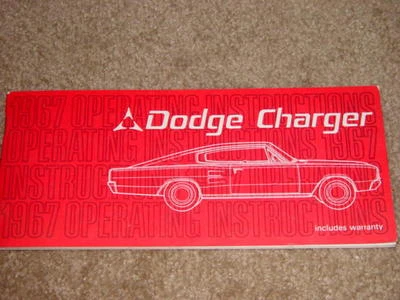 1967 OPERATING INSTRUCTIONS
Dodge Charger
OPERATING INSTRUCTIONS 1967
INSTRUCTIONS
1967 OPERATING INSTRUCTIONS
includes warranty